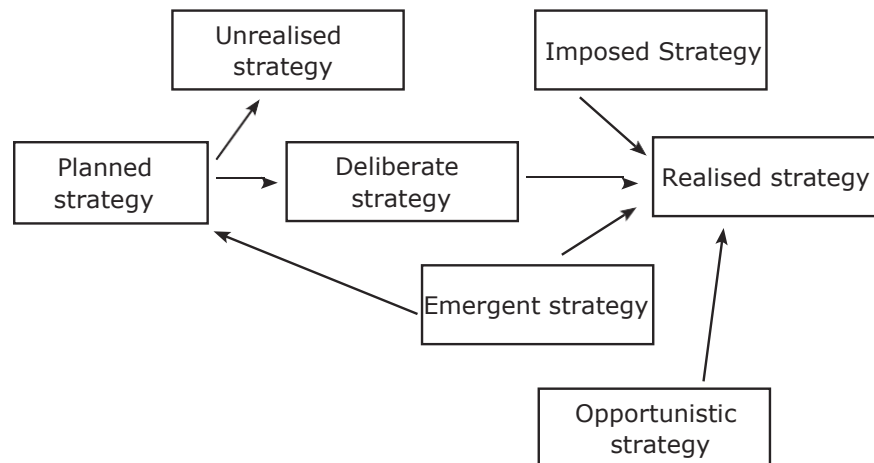 Unrealised
strategy
Imposed Strategy
Planned
strategy
Deliberate
strategy
Realised strategy
Emergent strategy
Opportunistic
strategy